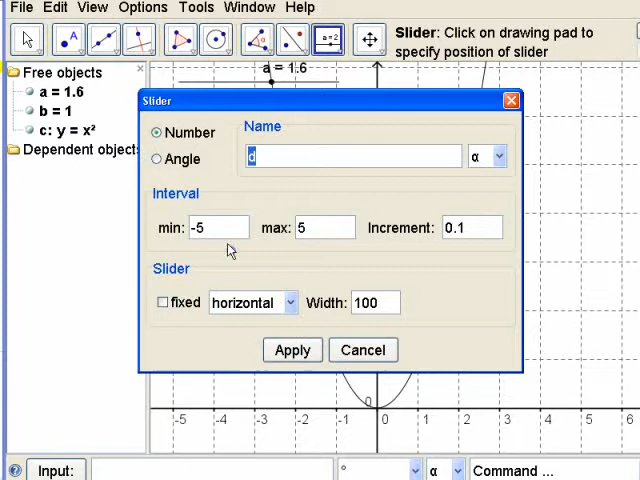 File Edit View Options Tools Window Help
A
a = 2
Slider: Click on drawing pad to
specify position of slider
Free objects
a = 1.6
b = 1
c: y = x²
Dependent objects
a = 1.6
Slider
Number
Angle
Name
d
α
Interval
min: -5
max: 5
Increment: 0.1
Slider
fixed
horizontal
Width: 100
Apply
Cancel
0
-5 -4 -3 -2 -1 0 1 2 3 4 5 6
Input:
°
α
Command ...